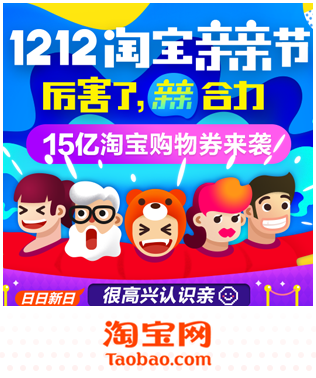 1212淘宝亲亲节
厉害了,亲亲合力
15亿淘宝购物券来袭
日日新日
很高兴认识亲
淘宝网
Taobao.com